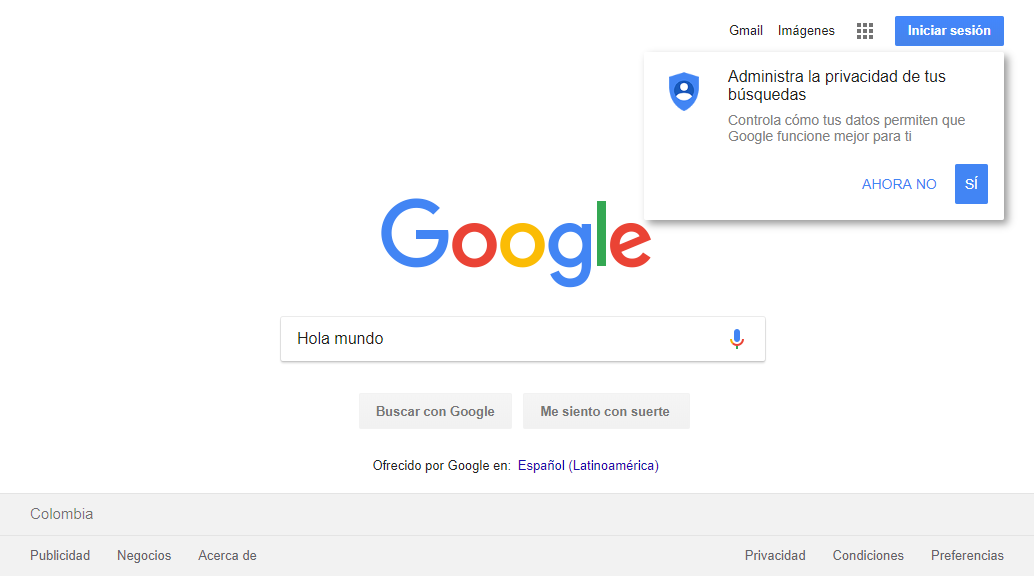 Gmail Imágenes Iniciar sesión
Administra la privacidad de tus
búsquedas
Controla cómo tus datos permiten que
Google funcione mejor para ti
AHORA NO SÍ
Google
Hola mundo
Buscar con Google Me siento con suerte
Ofrecido por Google en: Español (Latinoamérica)
Colombia
Publicidad Negocios Acerca de Privacidad Condiciones Preferencias